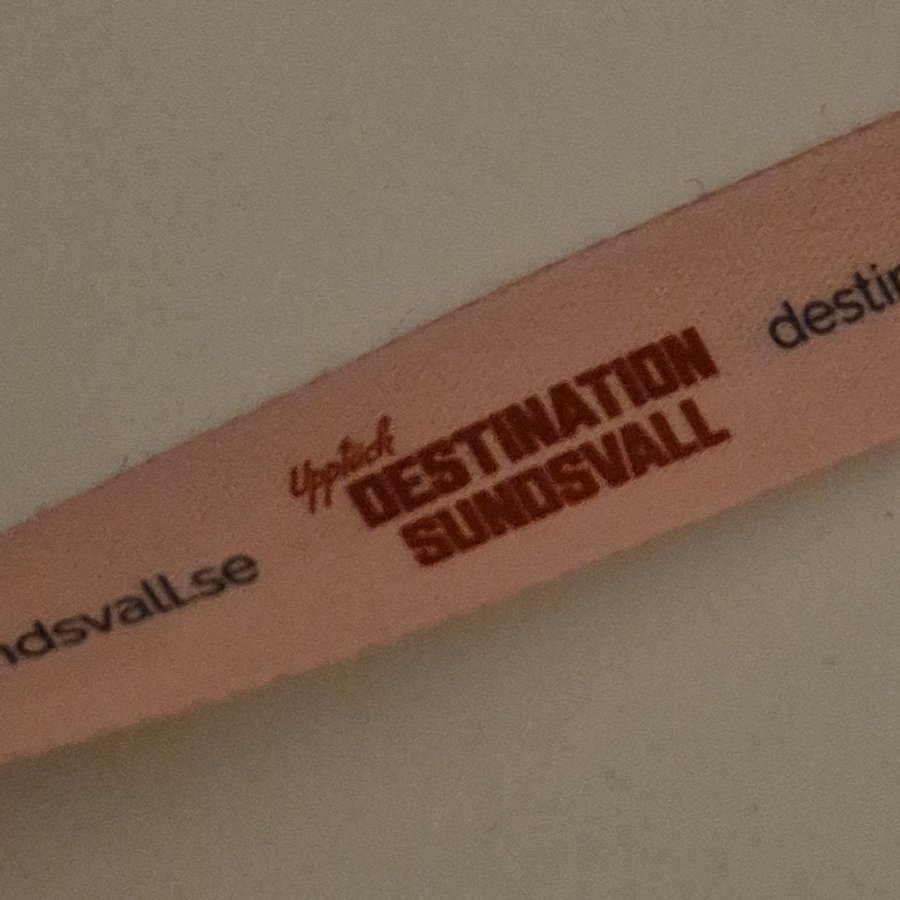 ndsvall.se
Upptäck
DESTINATION
SUNDSVALL
destin